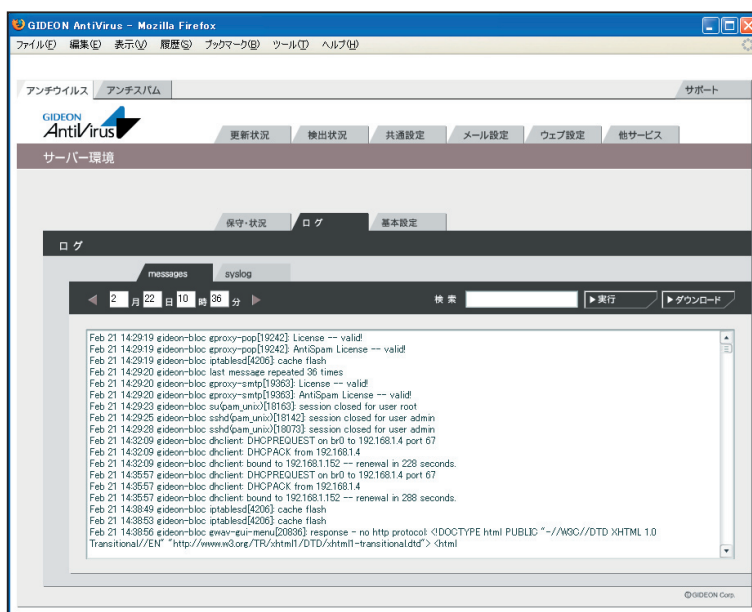 GIDEON AntiVirus - Mozilla Firefox
ファイル(F) 編集(E) 表示(V) 履歴(S) ブックマーク(B) ツール(T) ヘルプ(H)
アンチウイルス アンチスパム サポート
GIDEON
AntiVirus
更新状況 検出状況 共通設定 メール設定 ウェブ設定 他サービス
サーバー環境
保守・状況 ログ 基本設定
ログ
messages syslog
2 月 22 日 10 時 36 分 検索 ▶実行 ▶ダウンロード
Feb 21 14:29:19 gideon-bloc gproxy-pop[19242]: License -- valid!
Feb 21 14:29:19 gideon-bloc gproxy-pop[19242]: AntiSpam License -- valid!
Feb 21 14:29:19 gideon-bloc iptablesd[4206]: cache flash
Feb 21 14:29:20 gideon-bloc last message repeated 36 times
Feb 21 14:29:20 gideon-bloc gproxy-smtp[19363]: License -- valid!
Feb 21 14:29:20 gideon-bloc gproxy-smtp[19363]: AntiSpam License -- valid!
Feb 21 14:29:23 gideon-bloc su(pam_unix)[18163]: session closed for user root
Feb 21 14:29:25 gideon-bloc sshd(pam_unix)[18142]: session closed for user admin
Feb 21 14:29:28 gideon-bloc sshd(pam_unix)[18073]: session closed for user admin
Feb 21 14:32:09 gideon-bloc dhclient: DHCPREQUEST on br0 to 192.168.1.4 port 67
Feb 21 14:32:09 gideon-bloc dhclient: DHCPACK from 192.168.1.4
Feb 21 14:32:09 gideon-bloc dhclient: bound to 192.168.1.152 -- renewal in 228 seconds.
Feb 21 14:35:57 gideon-bloc dhclient: DHCPREQUEST on br0 to 192.168.1.4 port 67
Feb 21 14:35:57 gideon-bloc dhclient: DHCPACK from 192.168.1.4
Feb 21 14:35:57 gideon-bloc dhclient: bound to 192.168.1.152 -- renewal in 288 seconds.
Feb 21 14:38:49 gideon-bloc iptablesd[4206]: cache flash
Feb 21 14:38:53 gideon-bloc iptablesd[4206]: cache flash
Feb 21 14:38:56 gideon-bloc gwav-gui-menu[20836]: response - no http protocol: <!DOCTYPE html PUBLIC "-//W3C//DTD XHTML 1.0
Transitional//EN" "http://www.w3.org/TR/xhtml1/DTD/xhtml1-transitional.dtd"> <html
©GIDEON Corp.